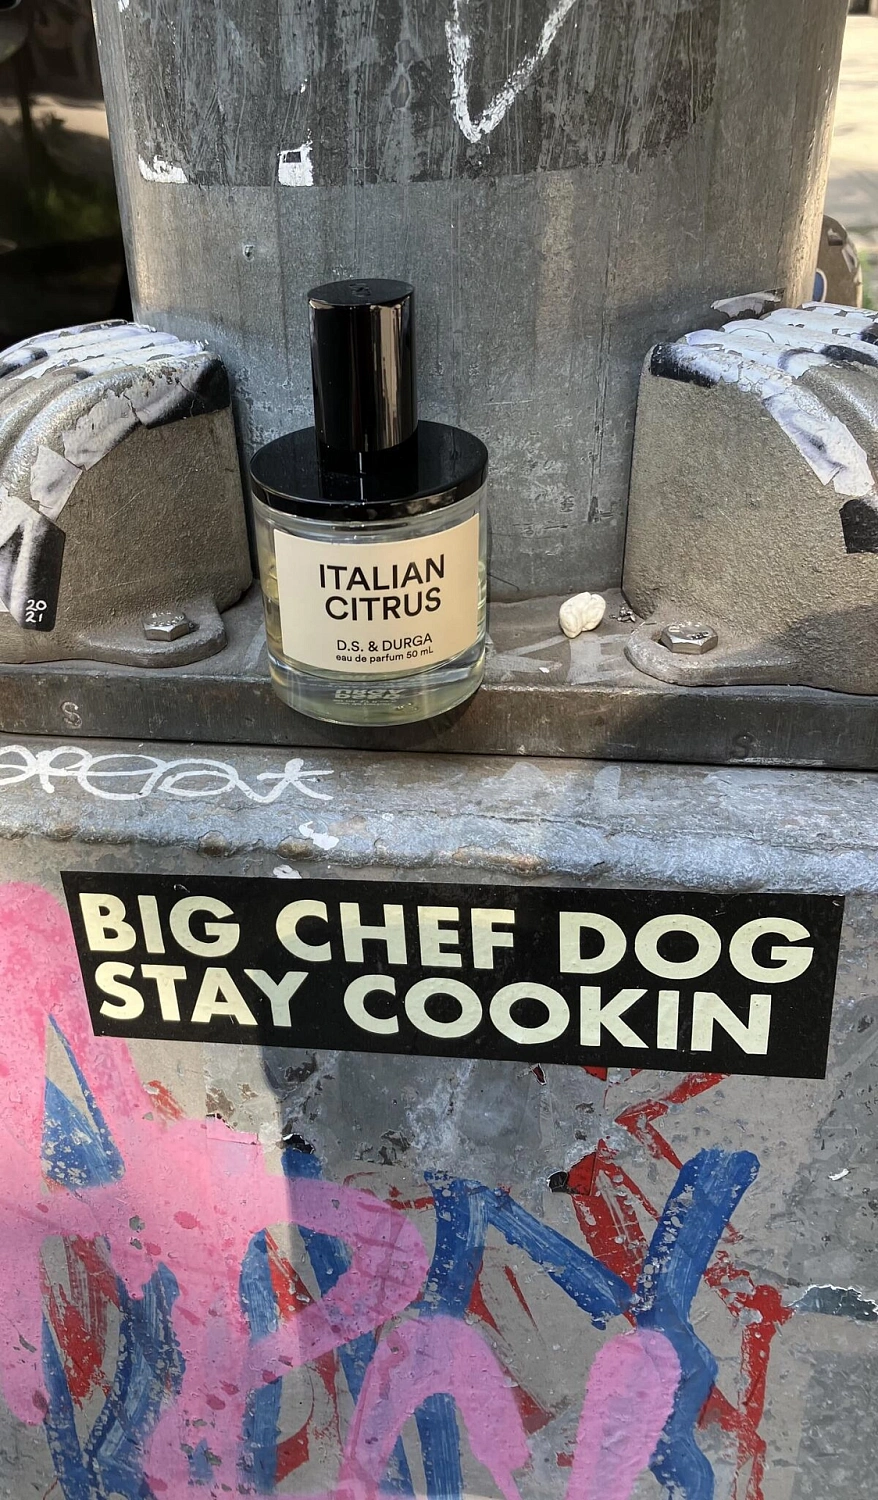 ITALIAN
CITRUS
D.S. & DURGA
eau de parfum 50 mL
20
21
S
S
BIG CHEF DOG
STAY COOKIN